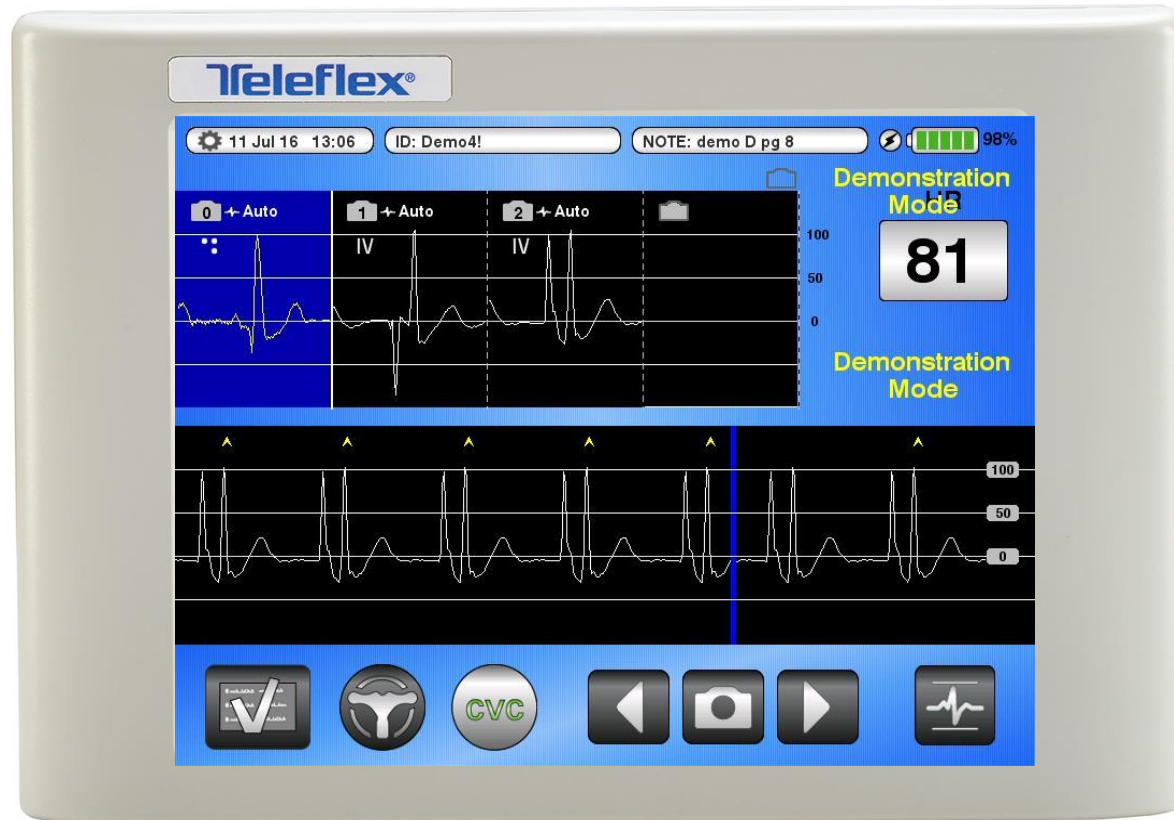 Teleflex®
11 Jul 16 13:06
ID: Demo4!
NOTE: demo D pg 8
98%
Demonstration
Mode
HR
81
0 Auto
1 Auto
2 Auto
IV
IV
100
50
0
Demonstration
Mode
100
50
0
CVC